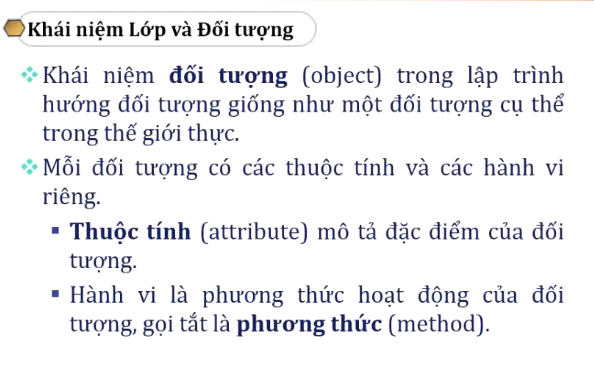 Khái niệm Lớp và Đối tượng
Khái niệm đối tượng (object) trong lập trình
hướng đối tượng giống như một đối tượng cụ thể
trong thế giới thực.
Mỗi đối tượng có các thuộc tính và các hành vi
riêng.
Thuộc tính (attribute) mô tả đặc điểm của đối
tượng.
Hành vi là phương thức hoạt động của đối
tượng, gọi tắt là phương thức (method).